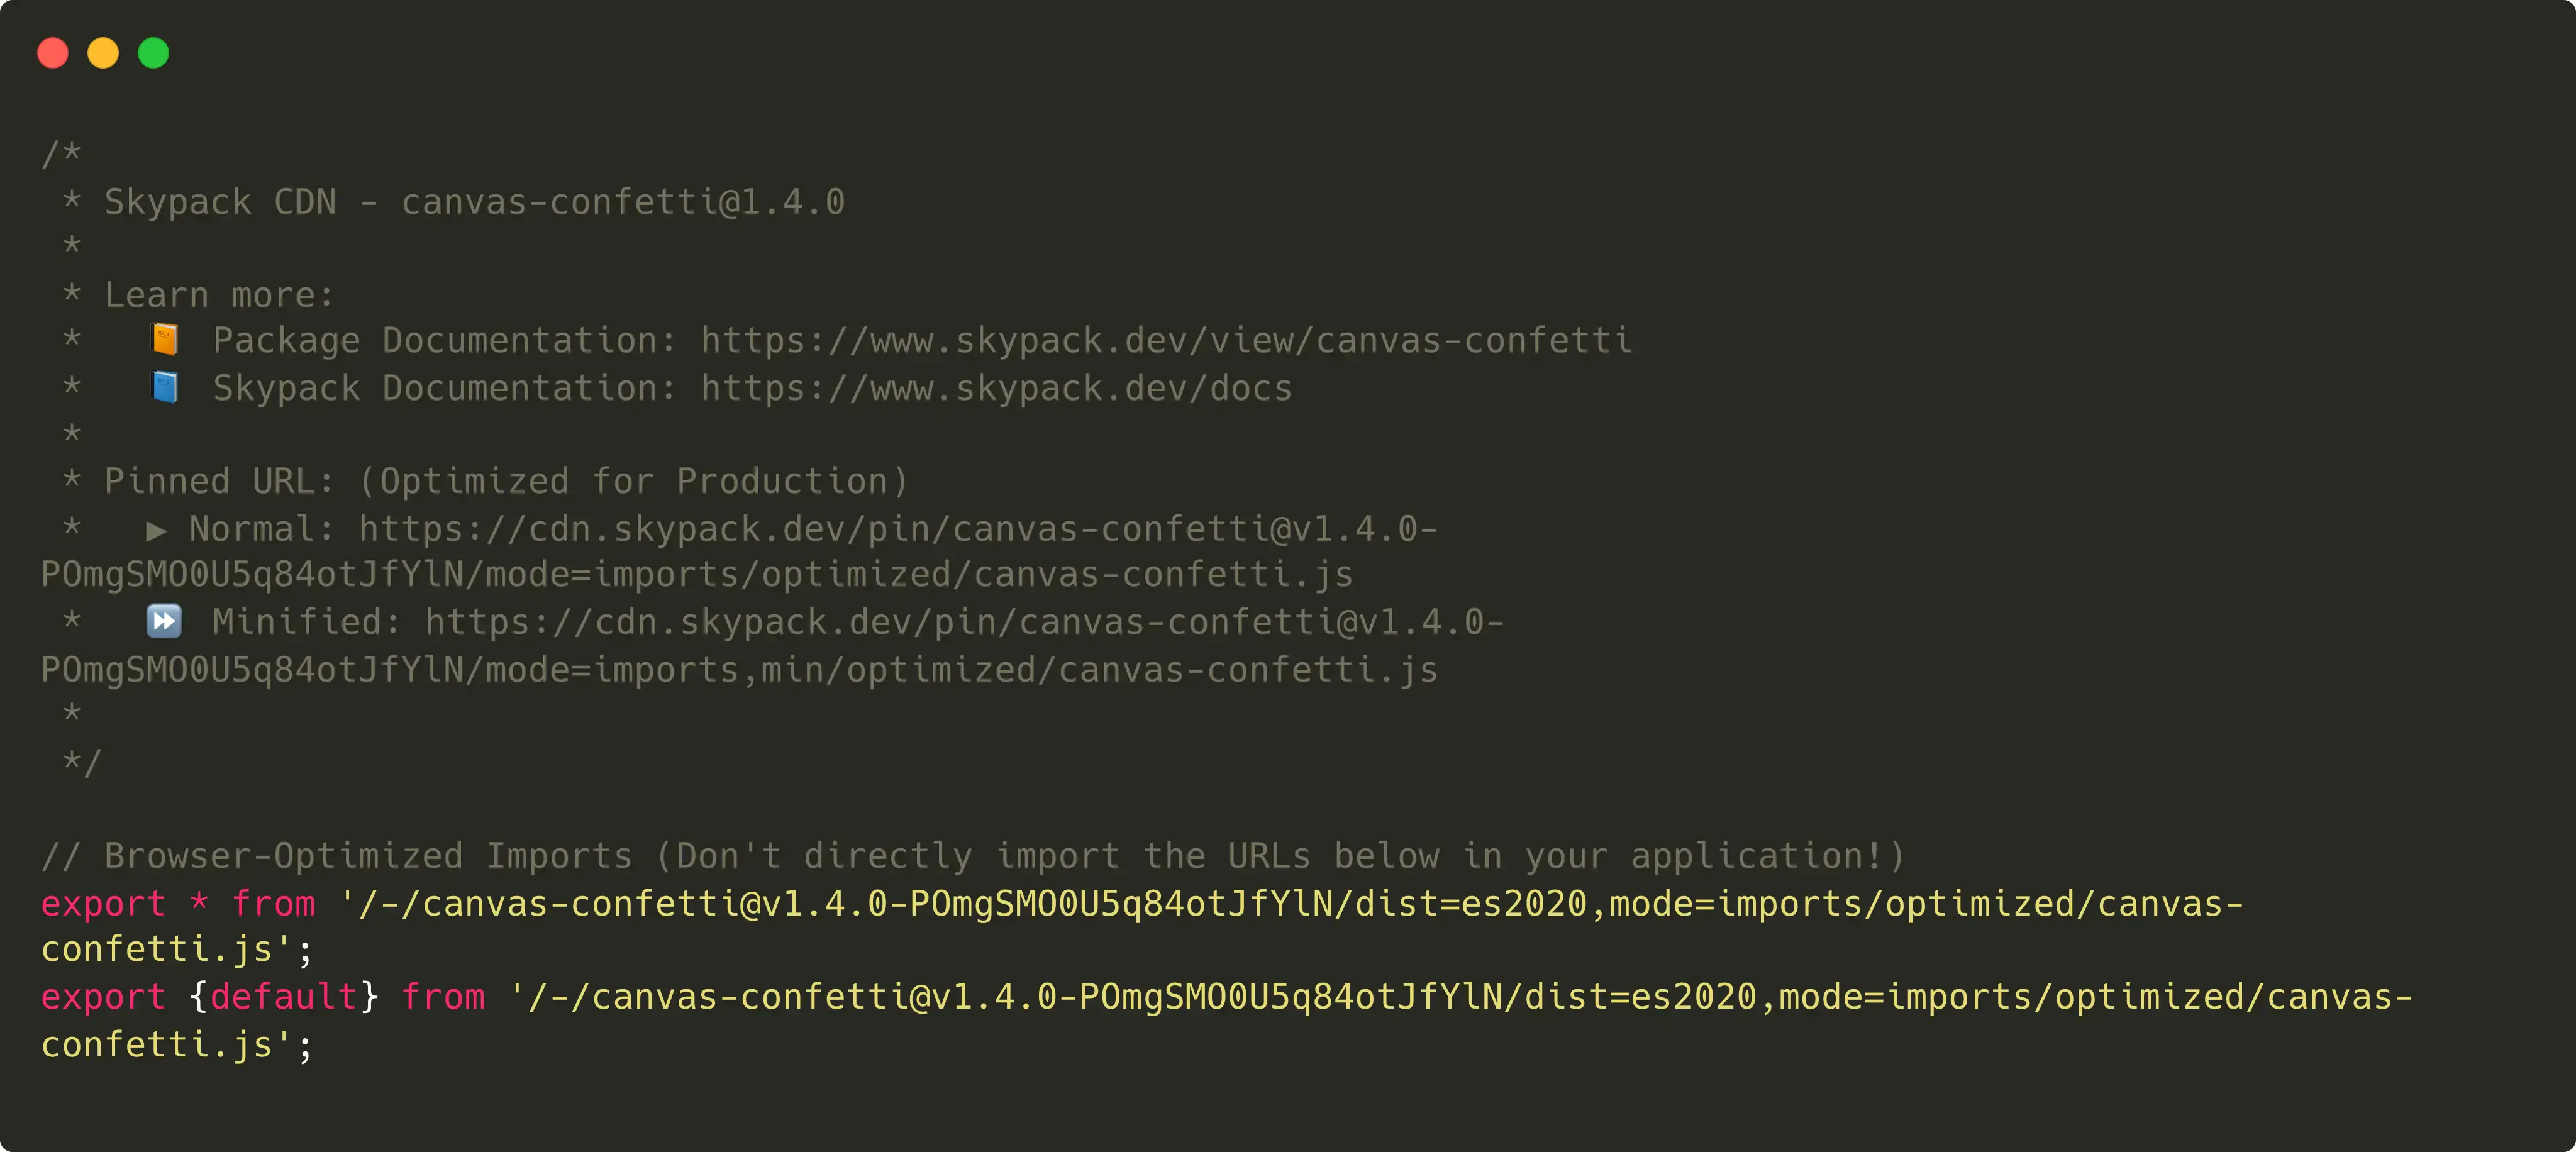 /*
 * Skypack CDN - canvas-confetti@1.4.0
 *
 * Learn more:
 *   📙 Package Documentation: https://www.skypack.dev/view/canvas-confetti
 *   📘 Skypack Documentation: https://www.skypack.dev/docs
 *
 * Pinned URL: (Optimized for Production)
 *   ▶️ Normal: https://cdn.skypack.dev/pin/canvas-confetti@v1.4.0-
POmgSMO0U5q84otJfYlN/mode=imports/optimized/canvas-confetti.js
 *   ⏩ Minified: https://cdn.skypack.dev/pin/canvas-confetti@v1.4.0-
POmgSMO0U5q84otJfYlN/mode=imports,min/optimized/canvas-confetti.js
 *
 */

// Browser-Optimized Imports (Don't directly import the URLs below in your application!)
export * from '/-/canvas-confetti@v1.4.0-POmgSMO0U5q84otJfYlN/dist=es2020,mode=imports/optimized/canvas-
confetti.js';
export {default} from '/-/canvas-confetti@v1.4.0-POmgSMO0U5q84otJfYlN/dist=es2020,mode=imports/optimized/canvas-
confetti.js';